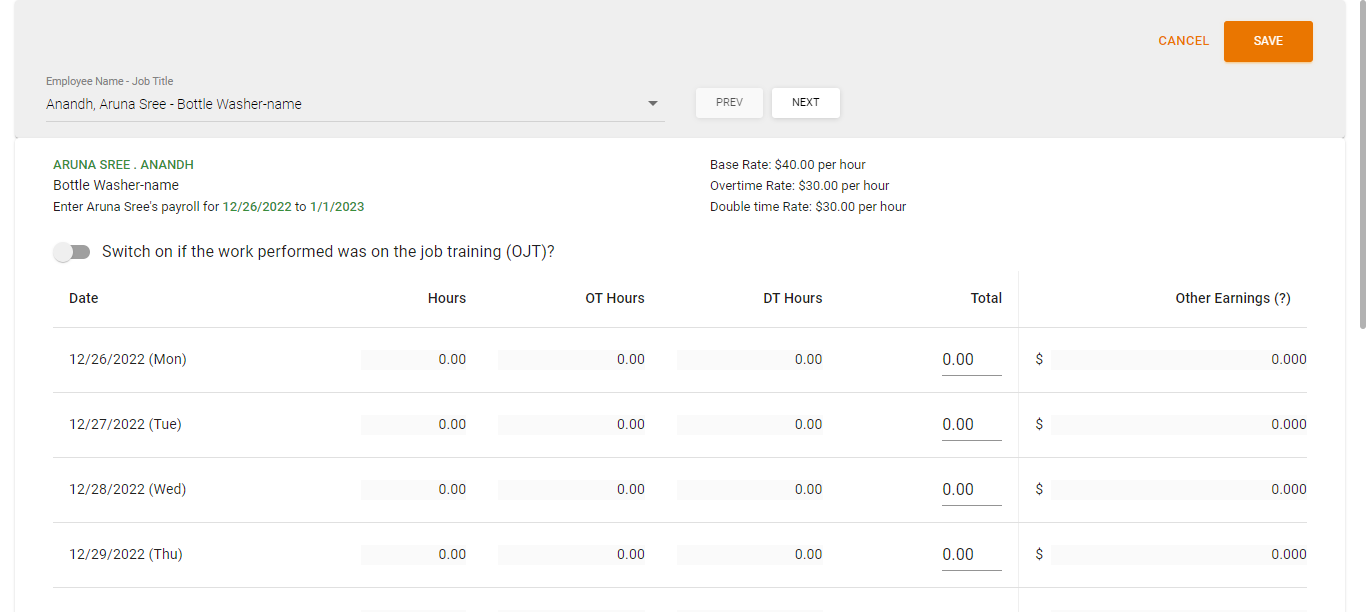 CANCEL SAVE
Employee Name - Job Title
Anandh, Aruna Sree - Bottle Washer-name PREV NEXT
ARUNA SREE . ANANDH Base Rate: $40.00 per hour
Bottle Washer-name Overtime Rate: $30.00 per hour
Enter Aruna Sree's payroll for 12/26/2022 to 1/1/2023 Double time Rate: $30.00 per hour
Switch on if the work performed was on the job training (OJT)?
Date Hours OT Hours DT Hours Total Other Earnings (?)
12/26/2022 (Mon) 0.00 0.00 0.00 0.00 $ 0.000
12/27/2022 (Tue) 0.00 0.00 0.00 0.00 $ 0.000
12/28/2022 (Wed) 0.00 0.00 0.00 0.00 $ 0.000
12/29/2022 (Thu) 0.00 0.00 0.00 0.00 $ 0.000